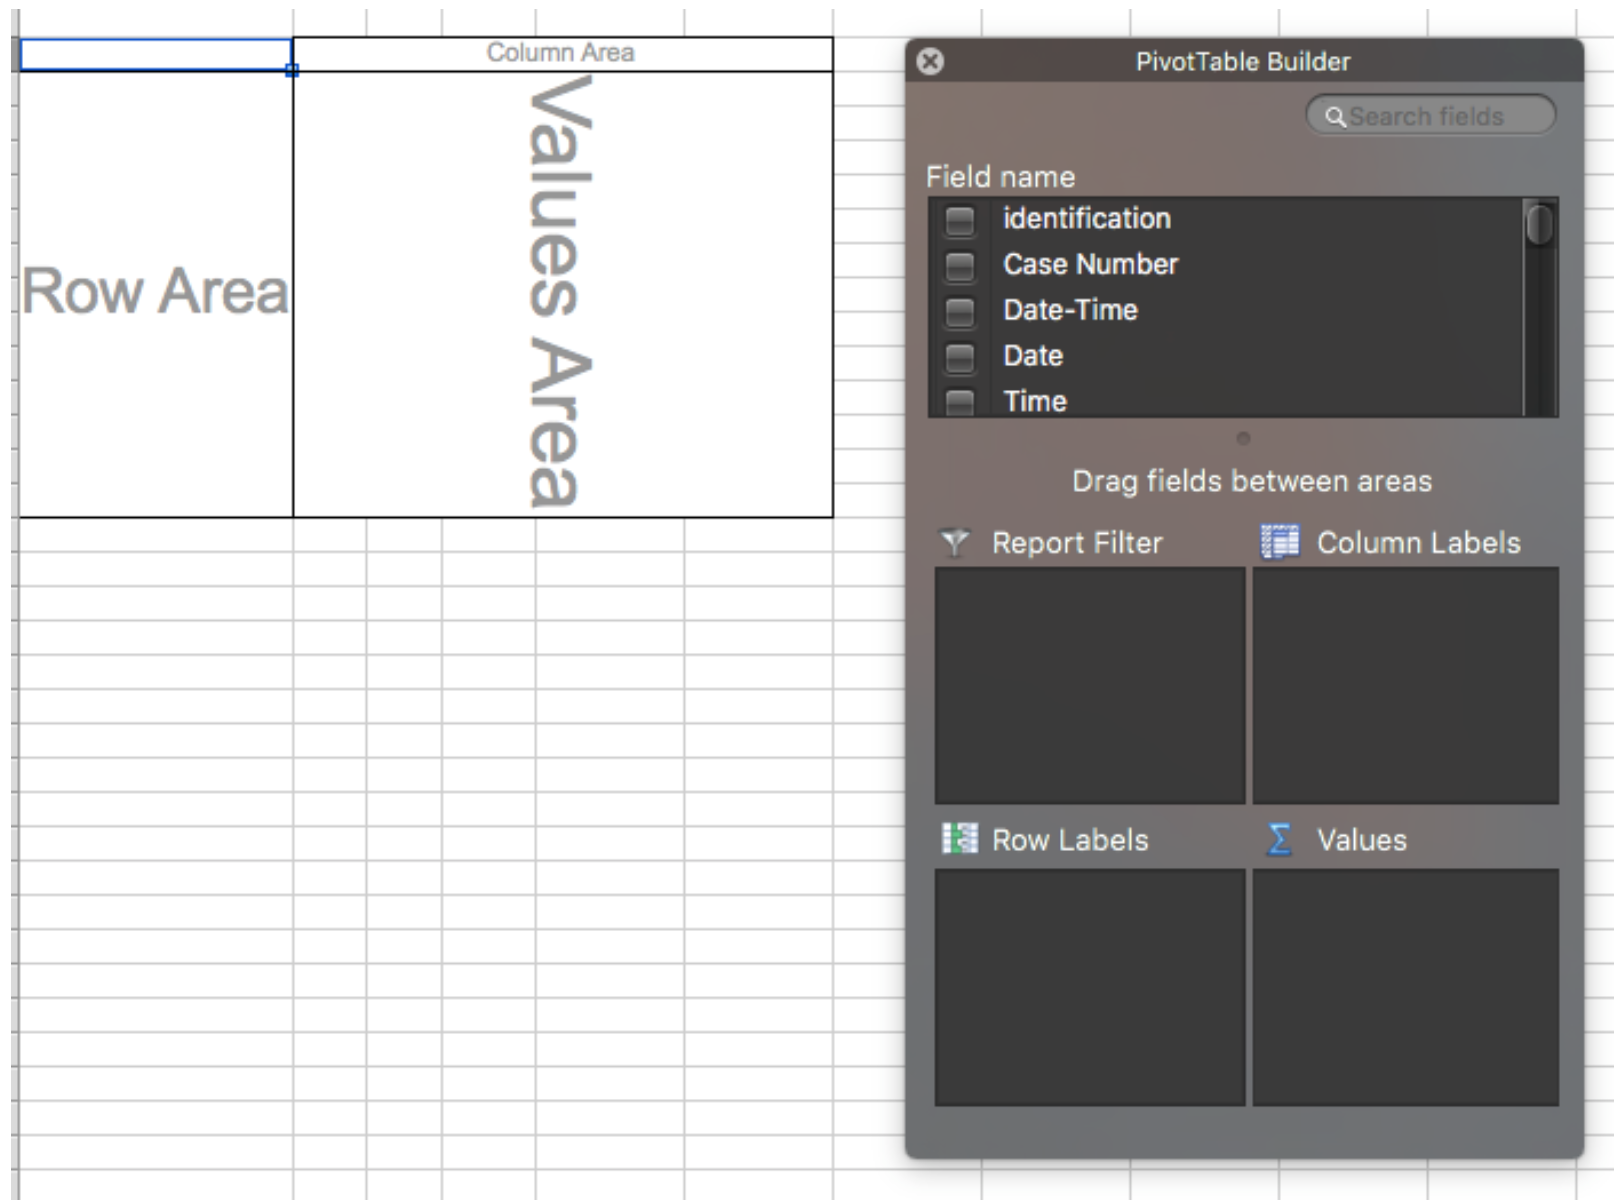 Column Area
Row Area
Values Area
PivotTable Builder
Search fields
Field name
identification
Case Number
Date-Time
Date
Time
Drag fields between areas
Report Filter
Column Labels
Row Labels
Values